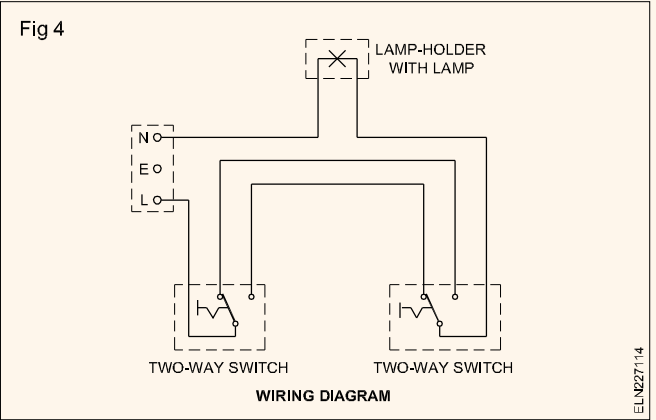 Fig 4
LAMP-HOLDER
WITH LAMP
N
E
L
TWO-WAY SWITCH
TWO-WAY SWITCH
WIRING DIAGRAM
ELN227114